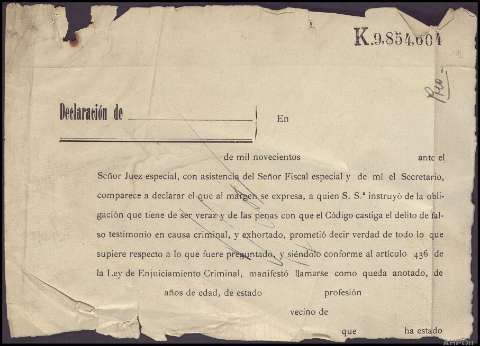 K.9.854.604
Reo -
Declaración de
En
de mil novecientos ante el
Señor Juez especial, con asistencia del Señor Fiscal especial y de mí el Secretario,
comparece a declarar el que al márgen se expresa, a quien S. S.ª instruyó de la obli-
gación que tiene de ser veraz y de las penas con que el Código castiga el delito de fal-
so testimonio en causa criminal, y exhortado, prometió decir verdad de todo lo que
supiere respecto a lo que fuere preguntado, y siéndolo conforme al artículo 436 de
la Ley de Enjuiciamiento Criminal, manifestó llamarse como queda anotado, de
años de edad, de estado profesión
vecino de
que ha estado